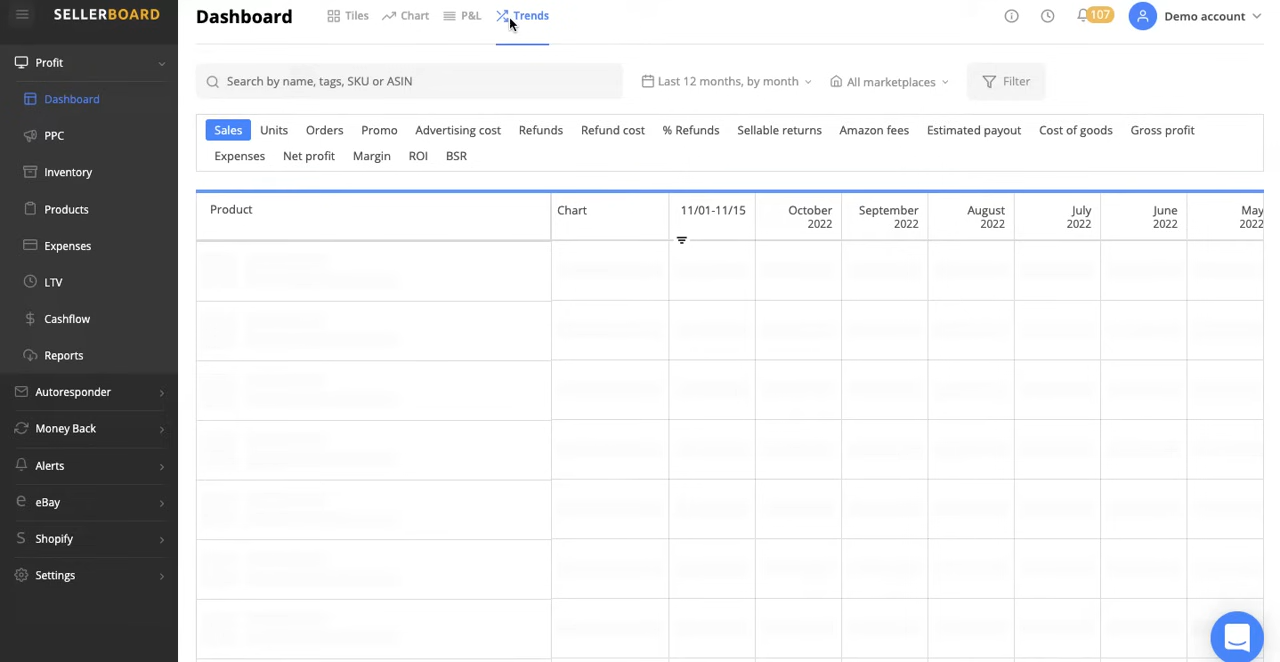 SELLERBOARD
Dashboard Tiles Chart P&L Trends 107 Demo account
Profit
Dashboard
PPC
Inventory
Products
Expenses
LTV
Cashflow
Reports
Autoresponder
Money Back
Alerts
eBay
Shopify
Settings
Search by name, tags, SKU or ASIN Last 12 months, by month All marketplaces Filter
Sales Units Orders Promo Advertising cost Refunds Refund cost % Refunds Sellable returns Amazon fees Estimated payout Cost of goods Gross profit
Expenses Net profit Margin ROI BSR
Product Chart 11/01-11/15 October September August July June May
2022 2022 2022 2022 2022 2022